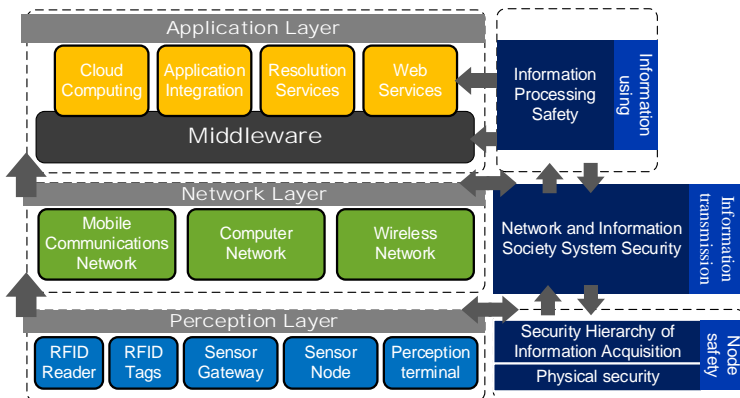 Application Layer
Cloud
Computing
Application
Integration
Resolution
Services
Web
Services
Middleware
Information
Processing
Safety
Information
using
Network Layer
Mobile
Communications
Network
Computer
Network
Wireless
Network
Network and Information
Society System Security
Information
transmission
Perception Layer
RFID
Reader
RFID
Tags
Sensor
Gateway
Sensor
Node
Perception
terminal
Security Hierarchy of
Information Acquisition
Physical security
Node
safety